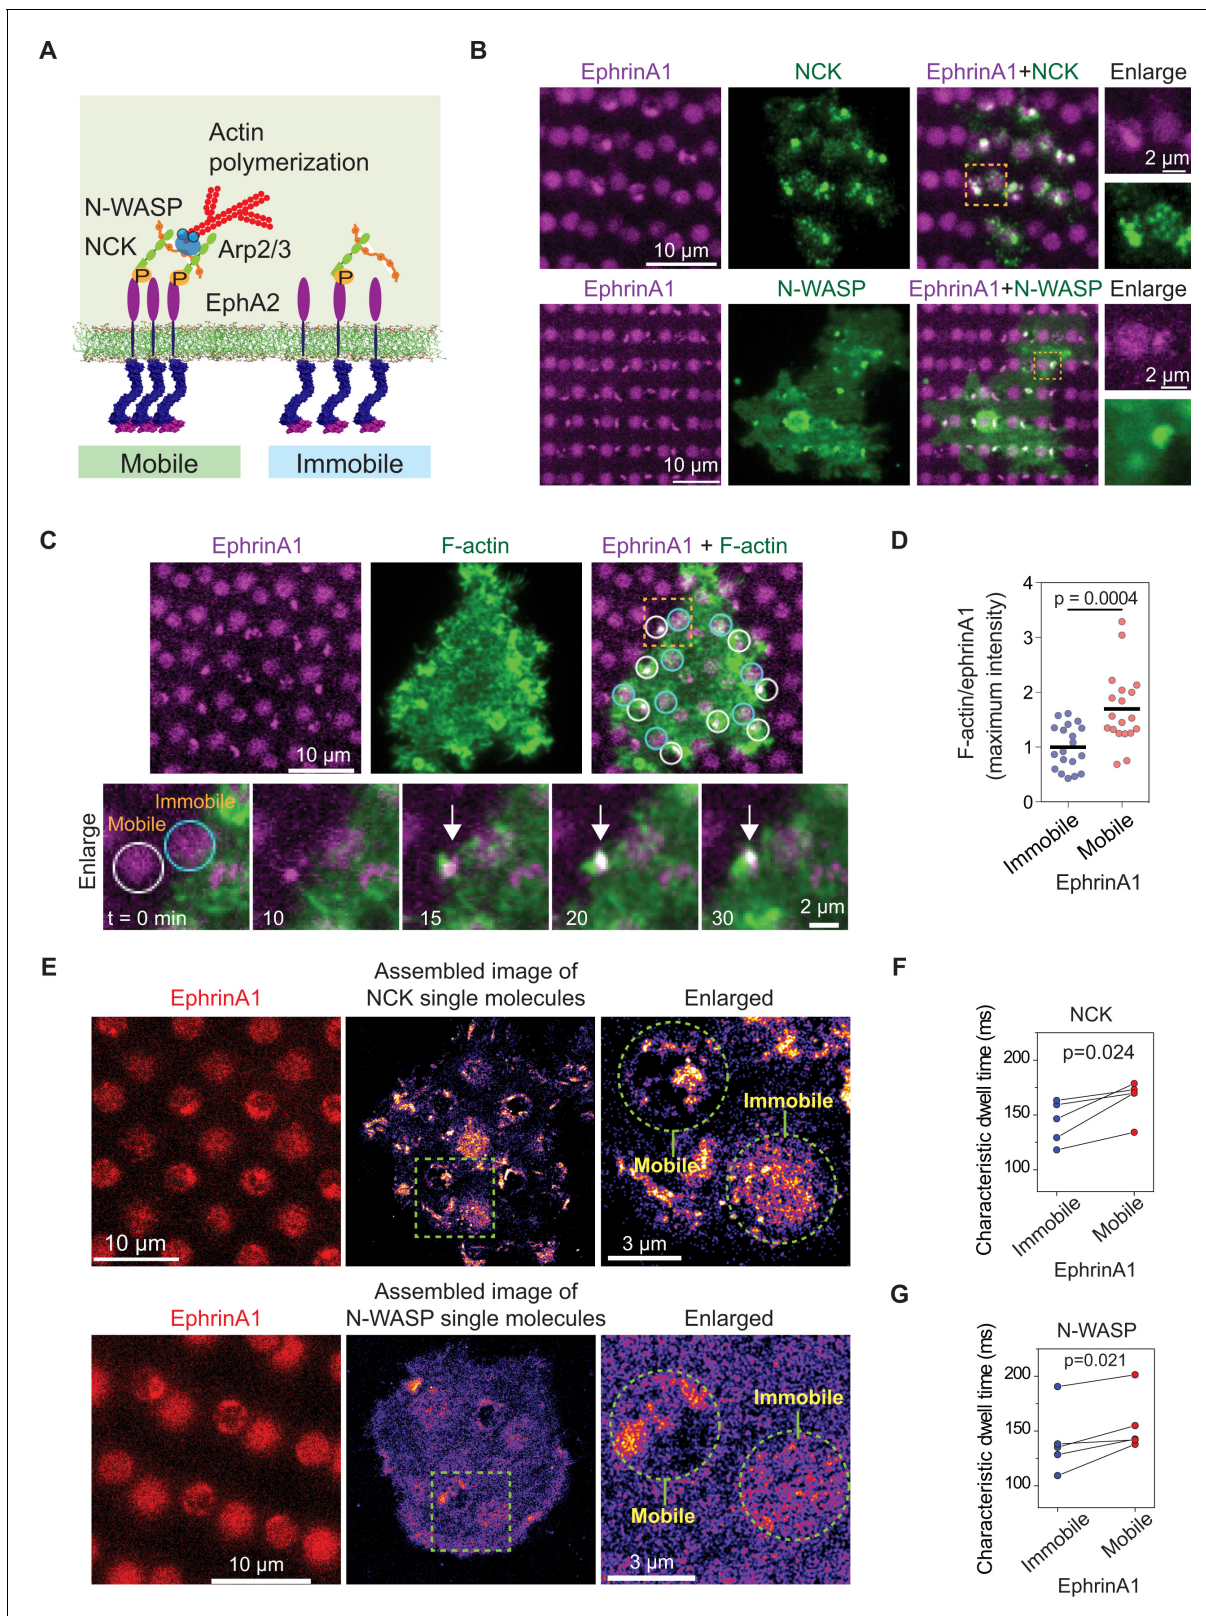 A
Actin
polymerization
N-WASP
NCK
Arp2/3
P
P
P
EphA2
Mobile
Immobile
B
EphrinA1
NCK
EphrinA1+NCK
Enlarge
10 µm
2 µm
EphrinA1
N-WASP
EphrinA1+N-WASP
Enlarge
10 µm
2 µm
C
EphrinA1
F-actin
EphrinA1 + F-actin
10 µm
Enlarge
Immobile
Mobile
t = 0 min
10
15
20
30
2 µm
D
F-actin/ephrinA1
(maximum intensity)
4
3
2
1
0
p = 0.0004
Immobile
Mobile
EphrinA1
E
EphrinA1
Assembled image of
NCK single molecules
Enlarged
10 µm
Immobile
Mobile
3 µm
EphrinA1
Assembled image of
N-WASP single molecules
Enlarged
10 µm
Immobile
Mobile
3 µm
F
NCK
Characteristic dwell time (ms)
200
150
100
p=0.024
Immobile
Mobile
EphrinA1
G
N-WASP
Characteristic dwell time (ms)
200
150
100
p=0.021
Immobile
Mobile
EphrinA1